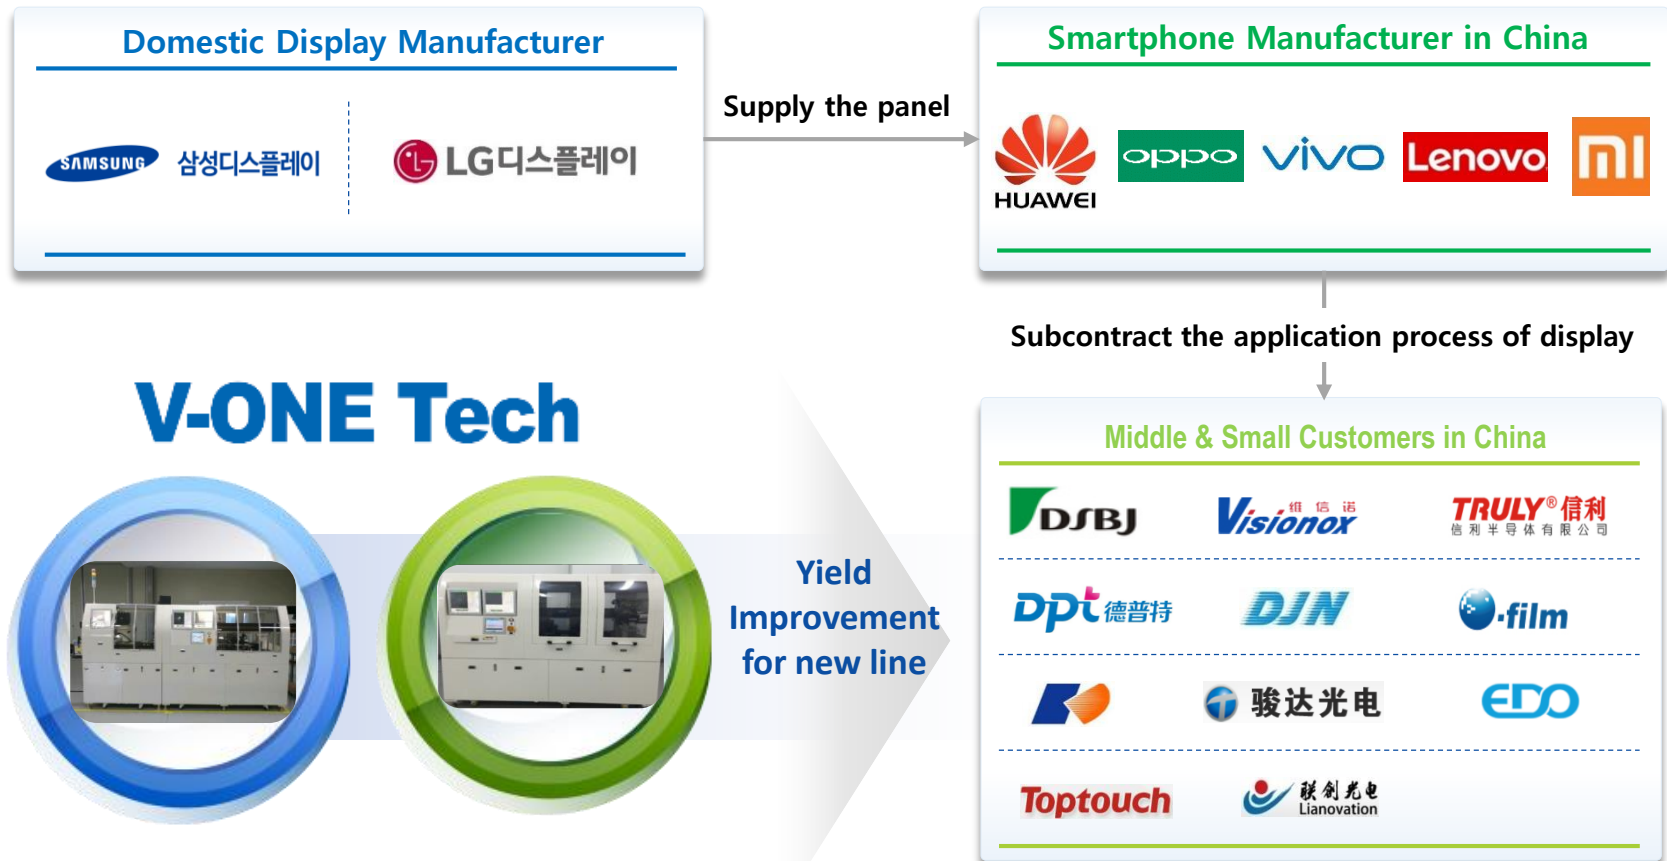 Domestic Display Manufacturer
SAMSUNG 삼성디스플레이
LG디스플레이
Supply the panel
Smartphone Manufacturer in China
HUAWEI
oppo
vivo
Lenovo
mi
Subcontract the application process of display
V-ONE Tech
Yield
Improvement
for new line
Middle & Small Customers in China
DSBJ
维信诺
Visionox
TRULY®信利
信利半导体有限公司
DPt 德普特
DJN
.film
骏达光电
EDO
Toptouch
联创光电
Lianovation